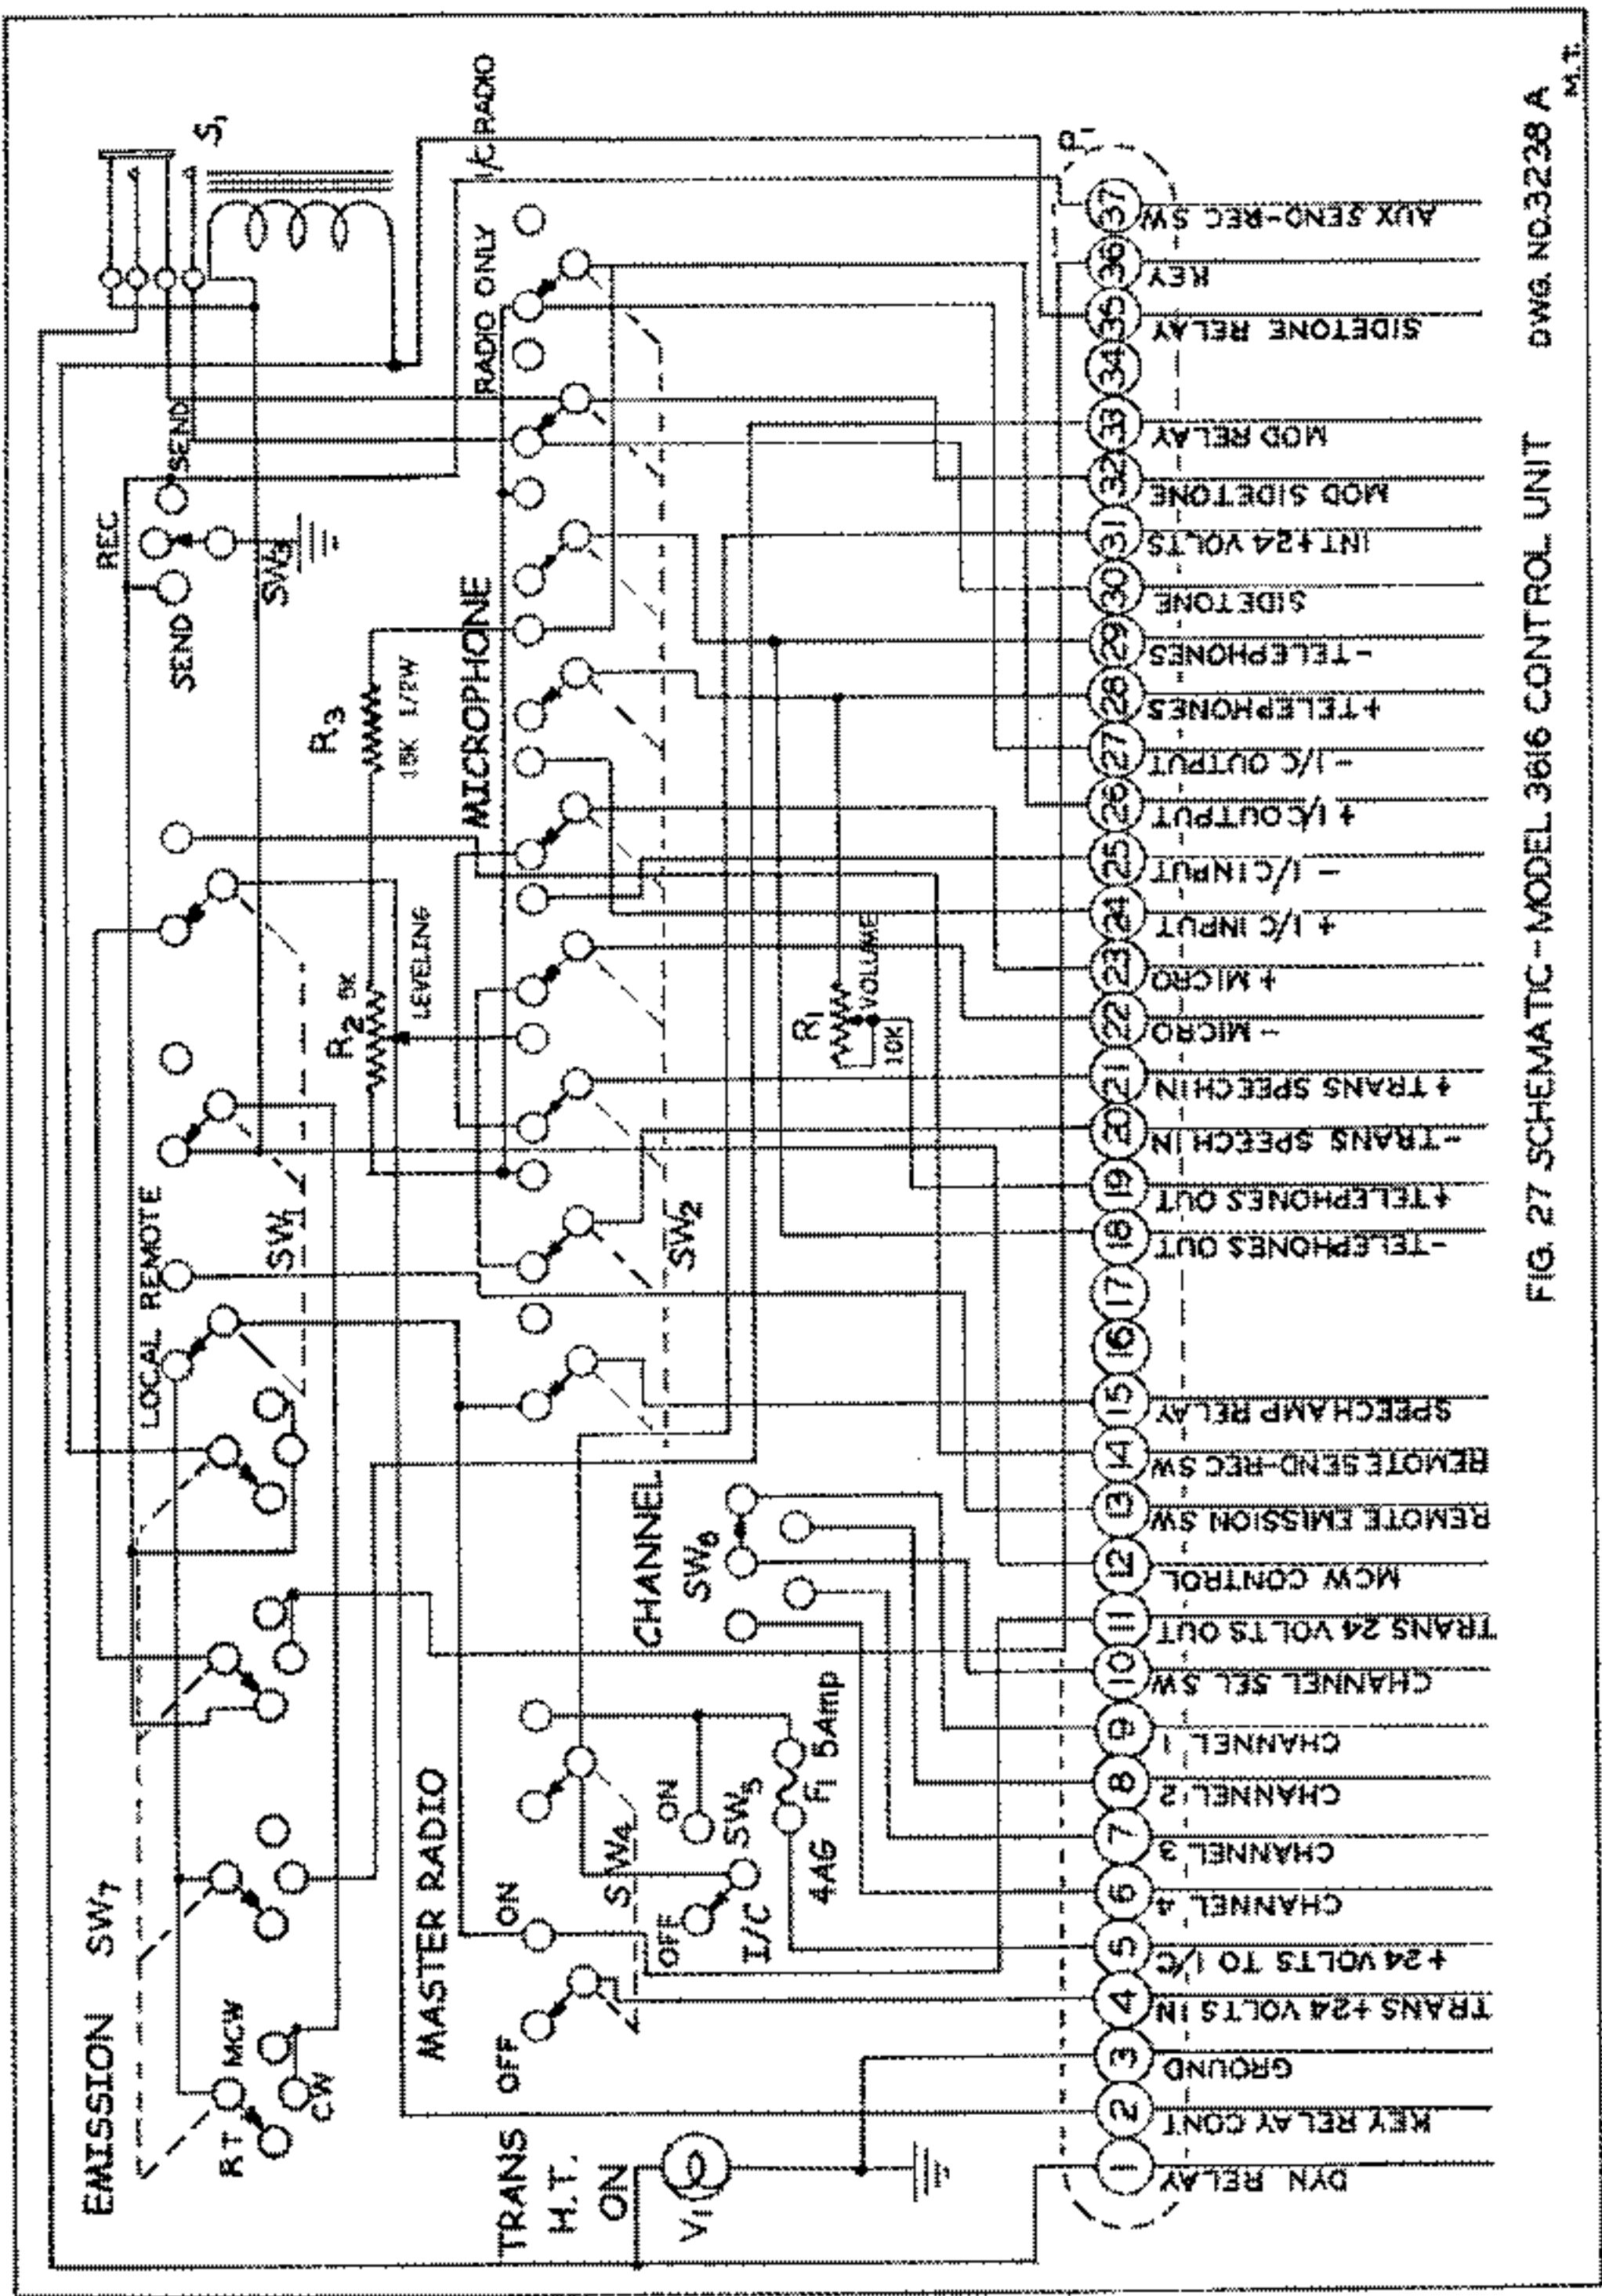 EMISSION SW7
RT
MCW
CW
LOCAL REMOTE
SW1
SEND
REC
SEND
SW3
S1
R2 5K
LEVELING
R3
15K 1/2W
MASTER RADIO
OFF
ON
SW4
MICROPHONE
RADIO ONLY
I/C RADIO
SW2
TRANS
H.T.
ON
V1
OFF
ON
SW5
I/C
4AG F1 5Amp
CHANNEL
SW6
R1
VOLUME
10K
P1
1 DYN RELAY
2 KEY RELAY CONT
3 GROUND
4 TRANS +24 VOLTS IN
5 +24 VOLTS TO I/C
6 CHANNEL 4
7 CHANNEL 3
8 CHANNEL 2
9 CHANNEL 1
10 CHANNEL SEL SW
11 TRANS 24 VOLTS OUT
12 MCW CONTROL
13 REMOTE EMISSION SW
14 REMOTE SEND-REC SW
15 SPEECH AMP RELAY
16
17
18 -TELEPHONES OUT
19 +TELEPHONES OUT
20 -TRANS SPEECH IN
21 +TRANS SPEECH IN
22 - MICRO
23 + MICRO
24 + I/C INPUT
25 - I/C INPUT
26 + I/C OUTPUT
27 - I/C OUTPUT
28 +TELEPHONES
29 -TELEPHONES
30 SIDETONE
31 INT +24 VOLTS
32 MOD SIDETONE
33 MOD RELAY
34
35 SIDETONE RELAY
36 KEY
37 AUX SEND-REC SW
FIG. 27 SCHEMATIC-MODEL 3616 CONTROL UNIT DWG. NO. 3238 A
M.T.